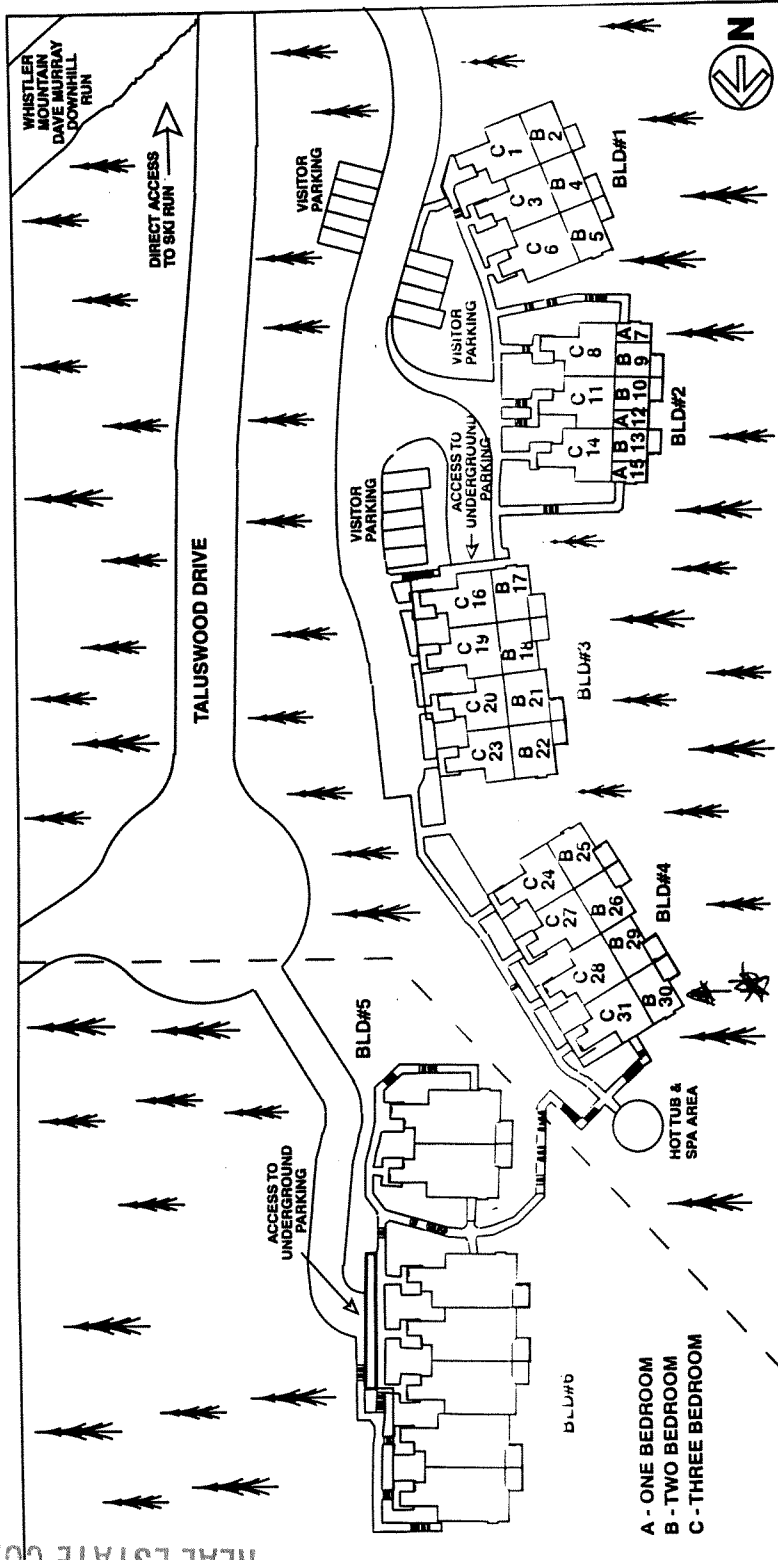 WHISTLER
MOUNTAIN
DAVE MURRAY
DOWNHILL
RUN
DIRECT ACCESS
TO SKI RUN
TALUSWOOD DRIVE
VISITOR
PARKING
VISITOR
PARKING
VISITOR
PARKING
ACCESS TO
UNDERGROUND
PARKING
N
C
1
B
2
C
3
B
4
C
6
B
5
BLD#1
C
8
A
7
B
9
C
11
B
10
A
12
C
14
B
13
A
15
BLD#2
C
16
B
17
C
19
B
18
C
20
B
21
C
23
B
22
BLD#3
C
24
B
25
C
27
B
26
C
28
B
29
C
31
B
30
BLD#4
HOT TUB &
SPA AREA
BLD#5
ACCESS TO
UNDERGROUND
PARKING
BLD#6
A - ONE BEDROOM
B - TWO BEDROOM
C - THREE BEDROOM
REAL ESTATE